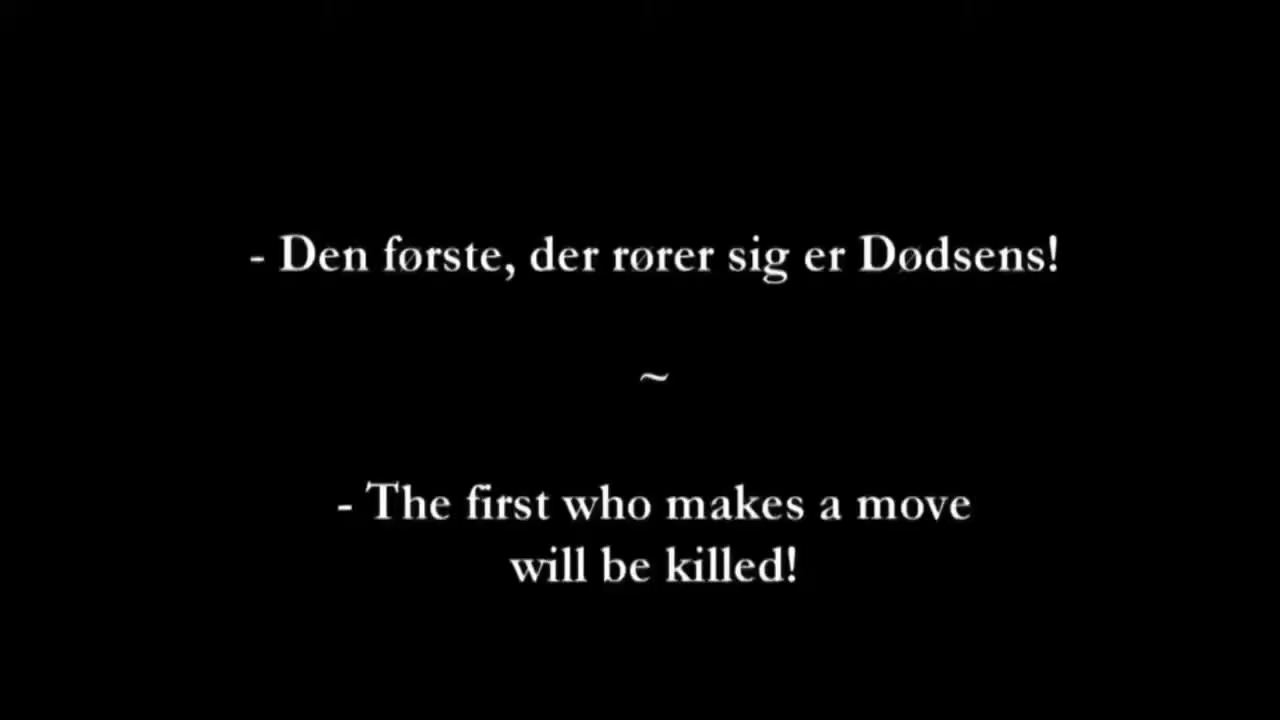 - Den første, der rører sig er Dødsens!
~
- The first who makes a move
will be killed!